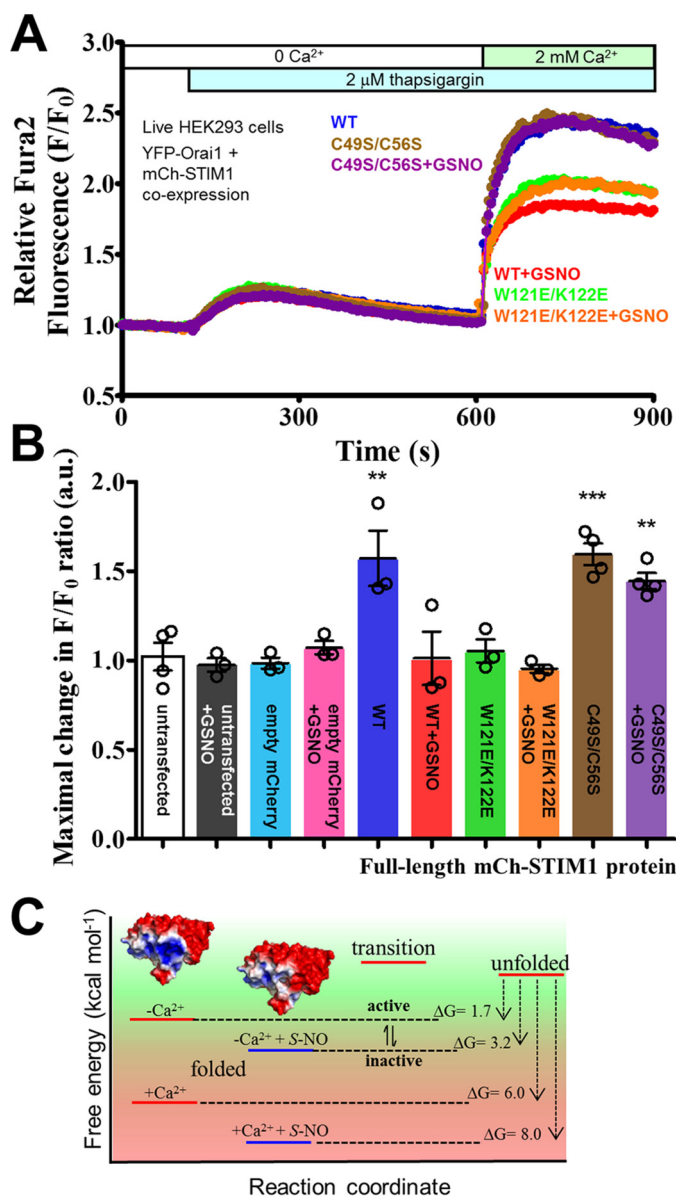 A
Relative Fura2
Fluorescence (F/F0)
3.0
2.5
2.0
1.5
1.0
0.5
0 Ca2+
2 mM Ca2+
2 μM thapsigargin
Live HEK293 cells
YFP-Orai1 +
mCh-STIM1
co-expression
WT
C49S/C56S
C49S/C56S+GSNO
WT+GSNO
W121E/K122E
W121E/K122E+GSNO
0
300
600
900
Time (s)
B
Maximal change in F/F0 ratio (a.u.)
2.0
1.5
1.0
0.5
0.0
**
***
**
untransfected
untransfected
+GSNO
empty mCherry
empty mCherry
+GSNO
WT
WT+GSNO
W121E/K122E
W121E/K122E
+GSNO
C49S/C56S
C49S/C56S
+GSNO
Full-length mCh-STIM1 protein
C
Free energy (kcal mol-1)
transition
unfolded
-Ca2+
active
ΔG= 1.7
-Ca2+ + S-NO
inactive
ΔG= 3.2
folded
+Ca2+
ΔG= 6.0
+Ca2+ + S-NO
ΔG= 8.0
Reaction coordinate